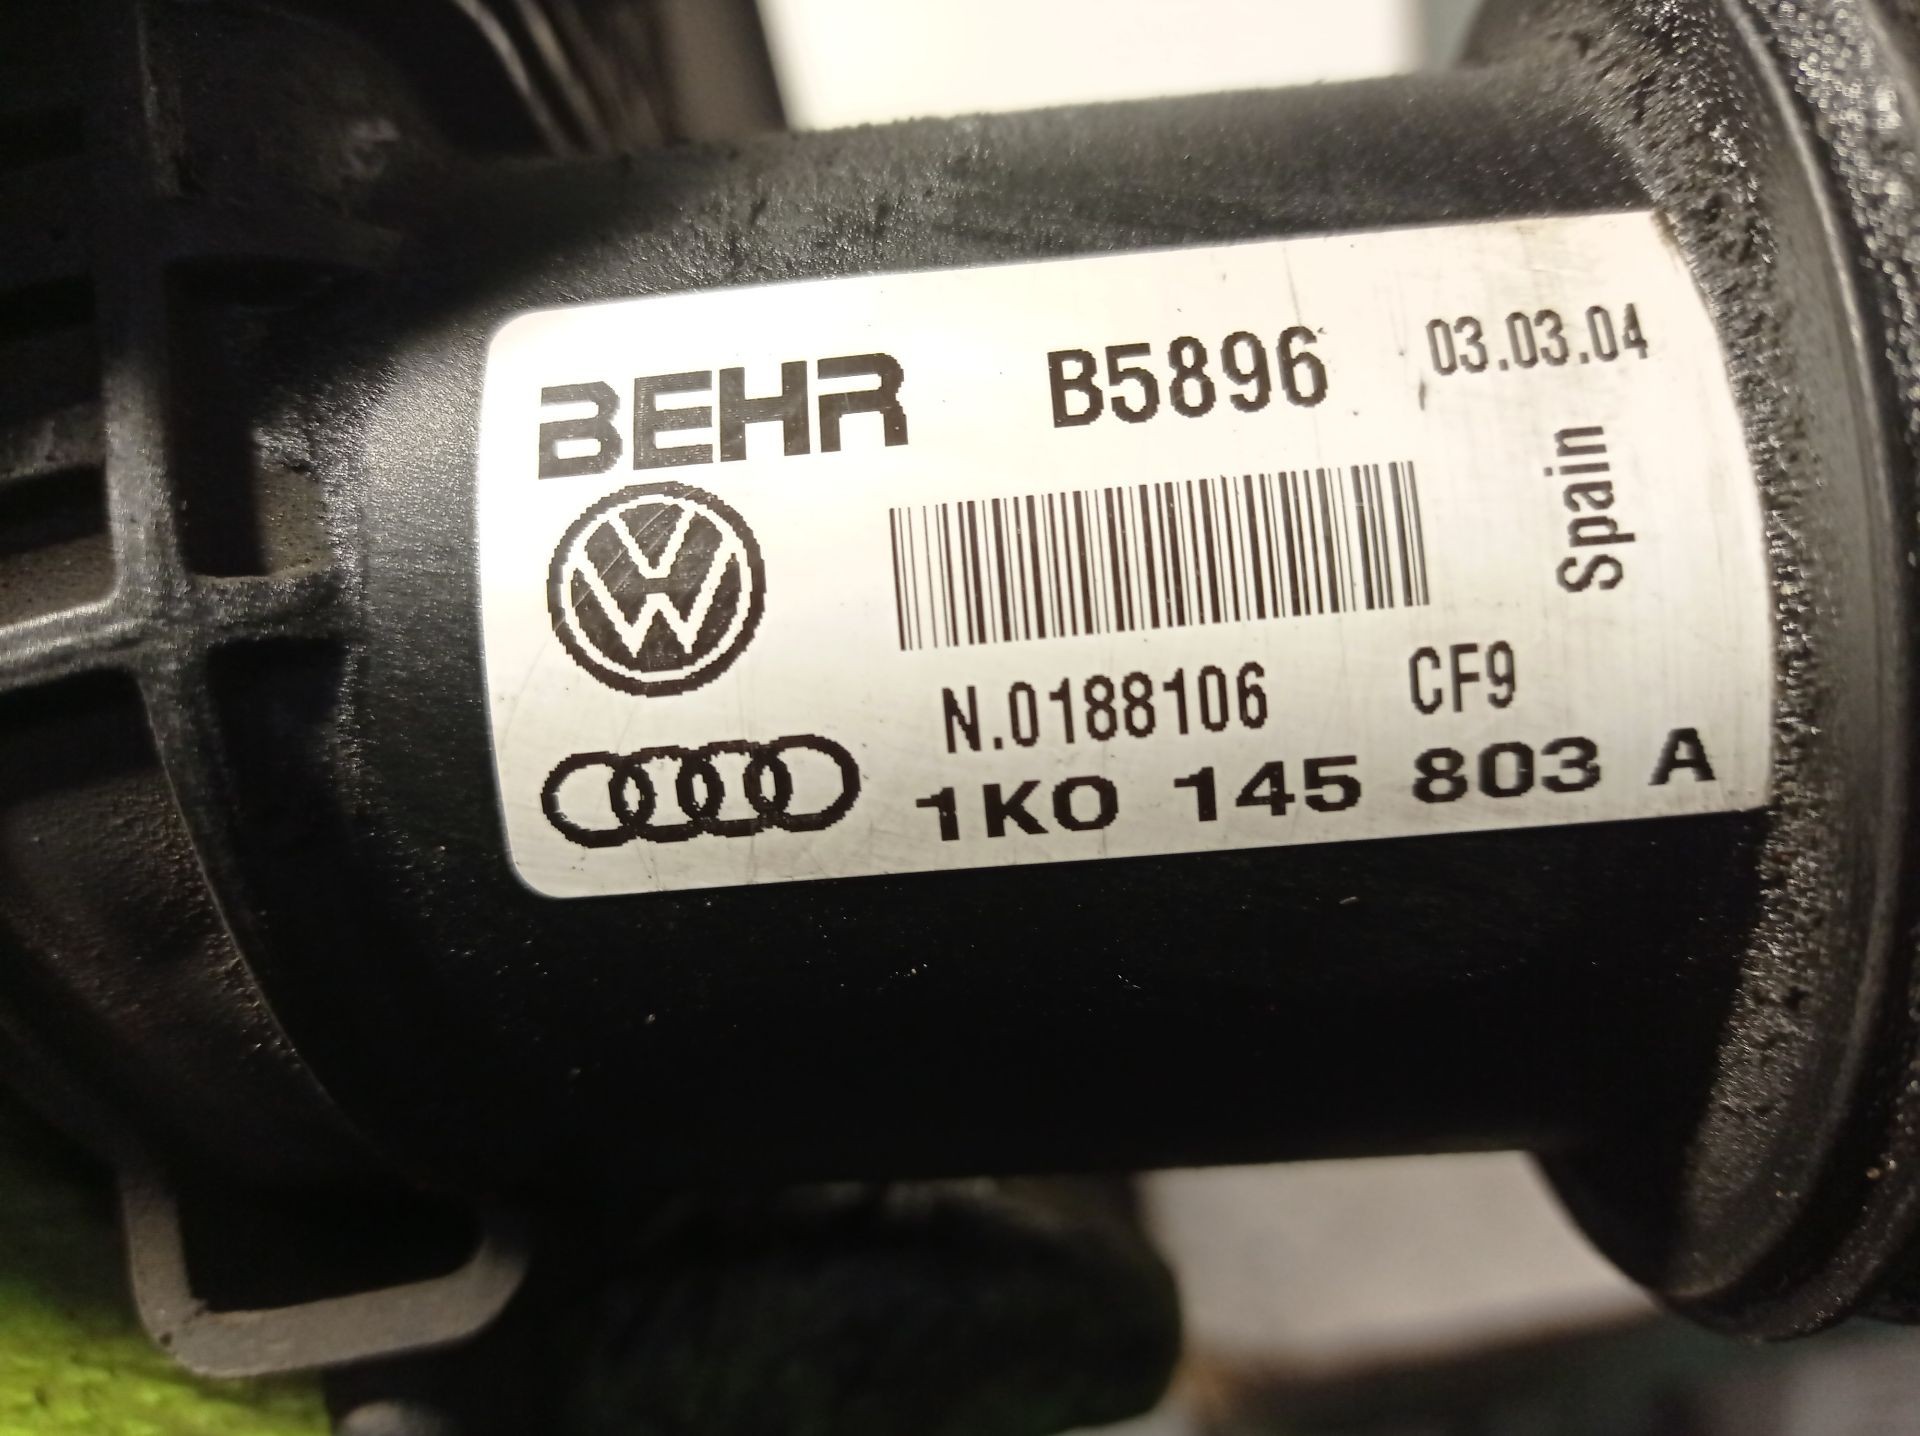 BEHR B5896 03.03.04
Spain
N.0188106 CF9
1K0 145 803 A